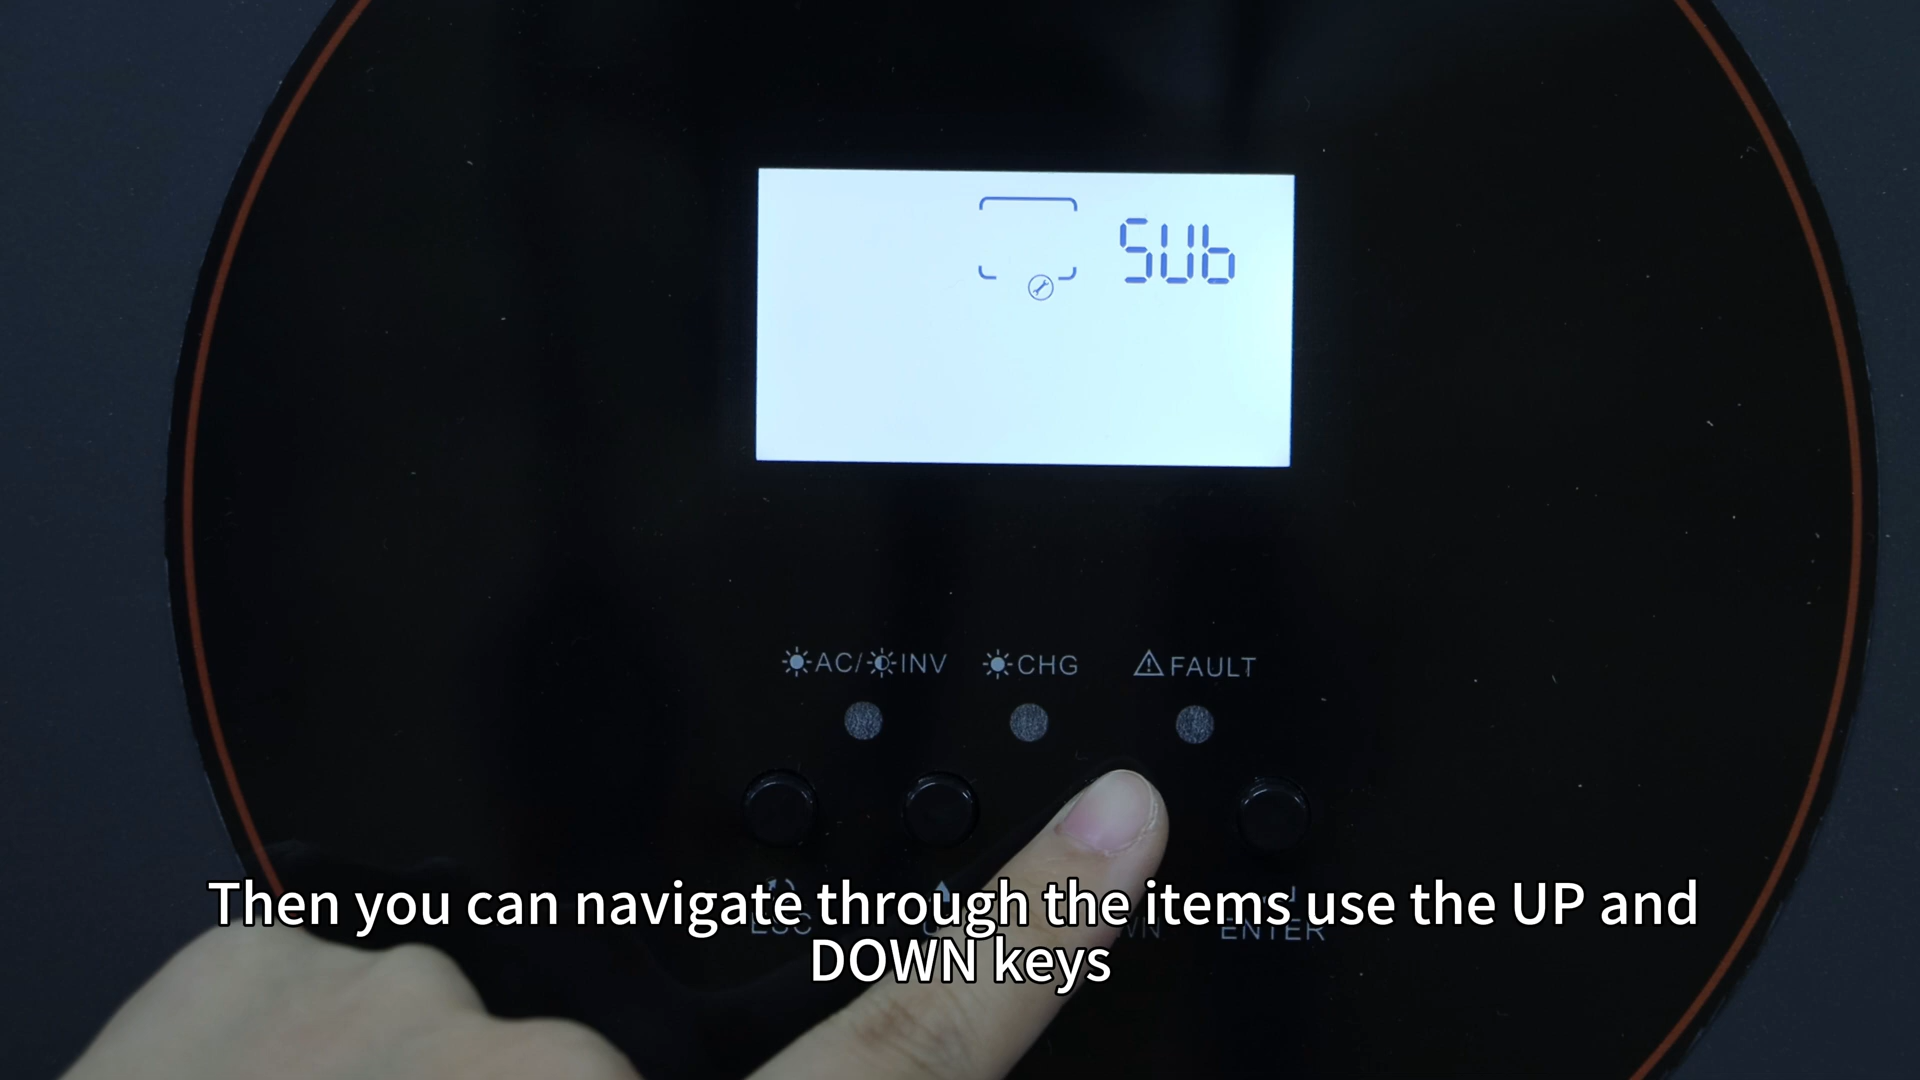 SUb
AC/ INV CHG FAULT
ESC ENTER
Then you can navigate through the items use the UP and
DOWN keys